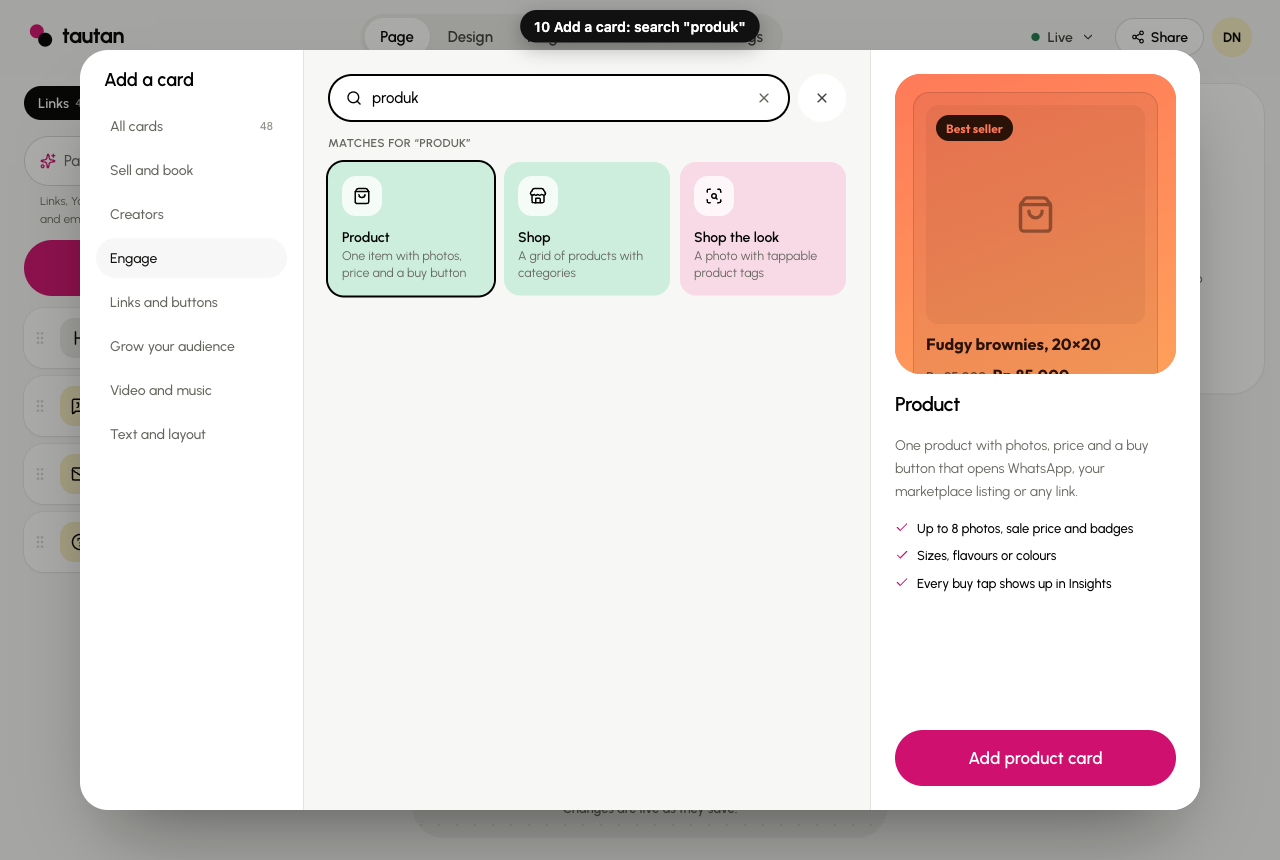 10 Add a card: search "produk"
tautan
Page
Design
Live
Share
DN
Links
Add a card
All cards
48
Sell and book
Creators
Engage
Links and buttons
Grow your audience
Video and music
Text and layout
produk
MATCHES FOR “PRODUK”
Product
One item with photos,
price and a buy button
Shop
A grid of products with
categories
Shop the look
A photo with tappable
product tags
Best seller
Fudgy brownies, 20×20
Product
One product with photos, price and a buy
button that opens WhatsApp, your
marketplace listing or any link.
Up to 8 photos, sale price and badges
Sizes, flavours or colours
Every buy tap shows up in Insights
Add product card
Changes are live as they save.